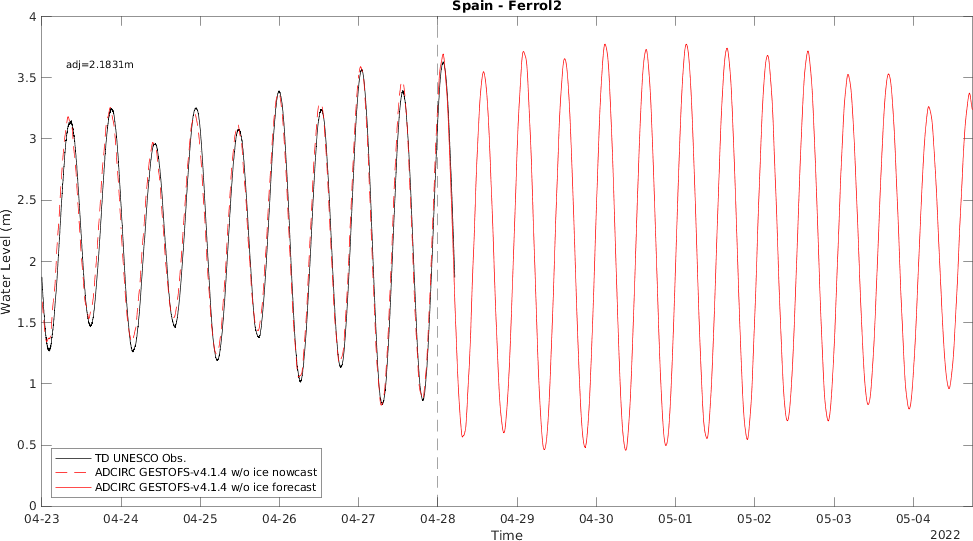 Spain - Ferrol2
4
3.5
3
2.5
2
1.5
1
0.5
0
Water Level (m)
adj=2.1831m
TD UNESCO Obs.
ADCIRC GESTOFS-v4.1.4 w/o ice nowcast
ADCIRC GESTOFS-v4.1.4 w/o ice forecast
04-23 04-24 04-25 04-26 04-27 04-28 04-29 04-30 05-01 05-02 05-03 05-04
Time
2022